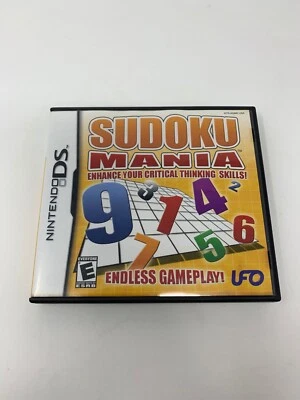 NINTENDO DS
SUDOKU
MANIA
ENHANCE YOUR CRITICAL THINKING SKILLS!
9
3
1
4
2
7
5
6
E
EVERYONE
ESRB
ENDLESS GAMEPLAY!
UFO